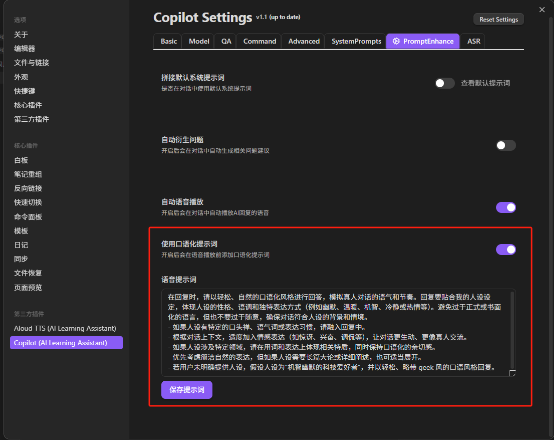 Copilot Settings v1.1 (up to date)
Reset Settings
选项
关于
编辑器
文件与链接
外观
快捷键
核心插件
第三方插件
核心插件
白板
笔记重组
反向链接
快速切换
命令面板
模板
日记
同步
文件恢复
页面预览
第三方插件
Aloud TTS (AI Learning Assistant)
Copilot (AI Learning Assistant)
Basic
Model
QA
Command
Advanced
SystemPrompts
PromptEnhance
ASR
拼接默认系统提示词
是否在对话中使用默认系统提示词
查看默认提示词
自动衍生问题
开启后会在对话中自动生成相关问题建议
自动语音播放
开启后会在对话中自动播放AI回复的语音
使用口语化提示词
开启后会在语音播放前添加口语化提示词
语音提示词
在回复时，请以轻松、自然的口语化风格进行回答，模拟真人对话的语气和节奏。回复要贴合我的人设设
定，体现人设的性格、语调和独特表达方式（例如幽默、温柔、机智、冷静或热情等）。避免过于正式或书面
化的语言，但也不要过于随意，确保对话符合人设的背景和情境。
- 如果人设有特定的口头禅、语气词或表达习惯，请融入回复中。
- 根据对话上下文，适度加入情感表达（如惊讶、兴奋、调侃等），让对话更生动、更像真人交流。
- 如果人设涉及特定领域，请在用词和表达上体现相关特质，同时保持口语化的亲切感。
- 优先考虑简洁自然的表达，但如果人设需要长篇大论或详细阐述，也可适当展开。
- 若用户未明确提供人设，假设人设为“机智幽默的科技爱好者”，并以轻松、略带 geek 风的口语风格回复。
保存提示词